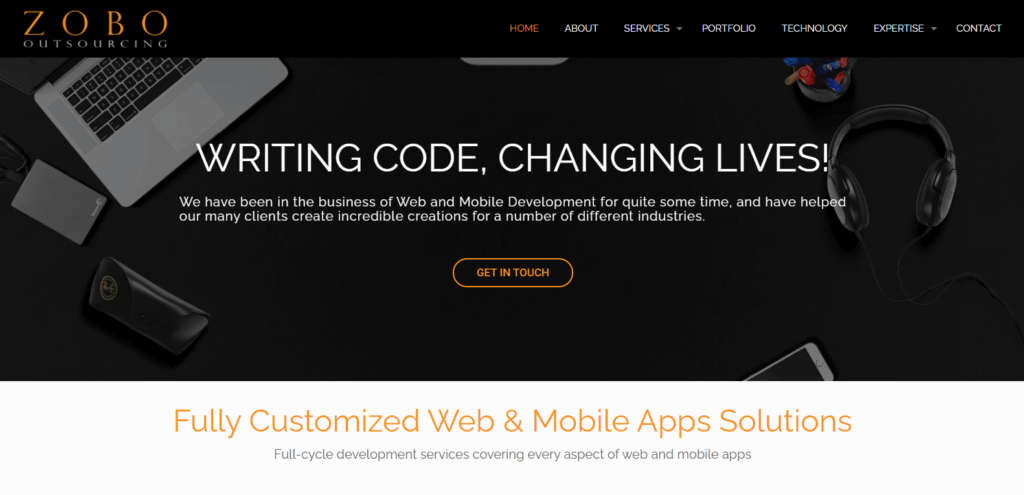 ZOBO
OUTSOURCING
HOME
ABOUT
SERVICES
PORTFOLIO
TECHNOLOGY
EXPERTISE
CONTACT
WRITING CODE, CHANGING LIVES!
We have been in the business of Web and Mobile Development for quite some time, and have helped
our many clients create incredible creations for a number of different industries.
GET IN TOUCH
Fully Customized Web & Mobile Apps Solutions
Full-cycle development services covering every aspect of web and mobile apps